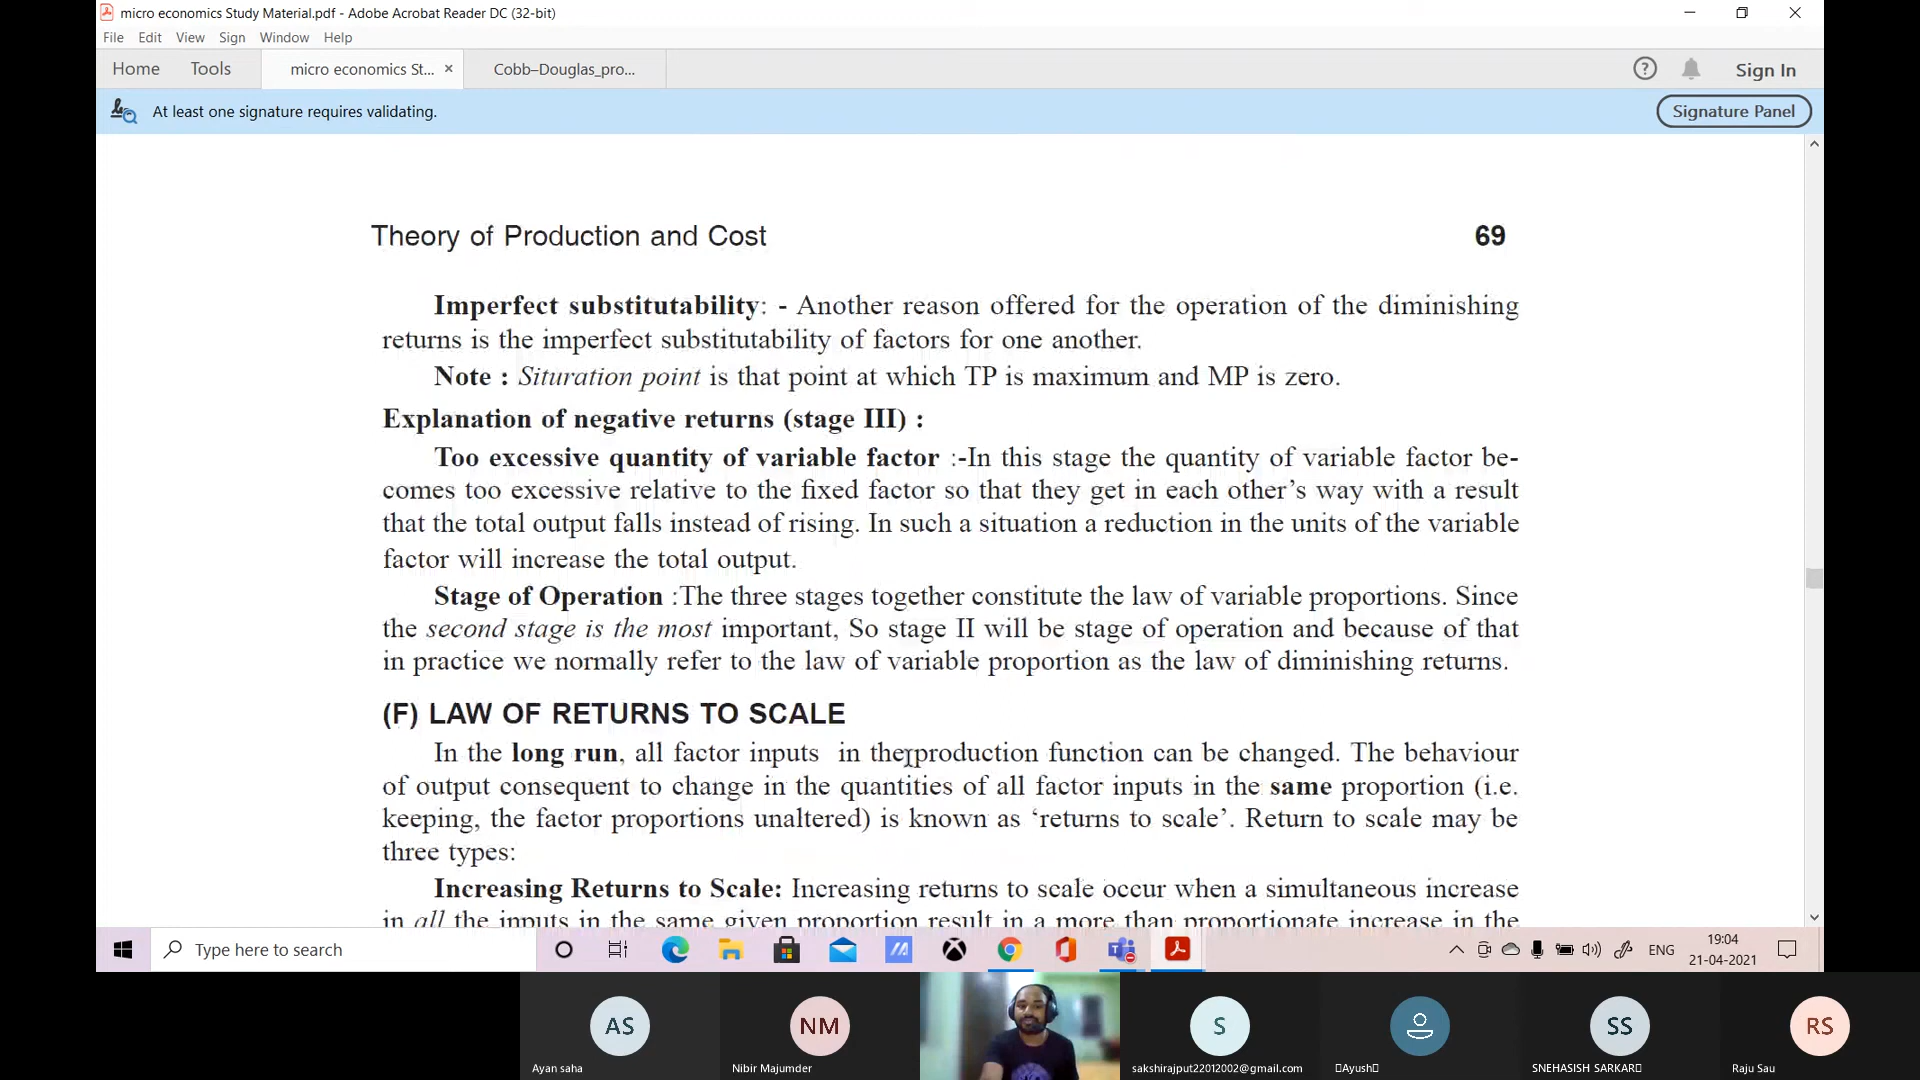 micro economics Study Material.pdf - Adobe Acrobat Reader DC (32-bit)
File Edit View Sign Window Help
Home Tools micro economics St... × Cobb–Douglas_pro... Sign In
At least one signature requires validating. Signature Panel
Theory of Production and Cost 69
Imperfect substitutability: - Another reason offered for the operation of the diminishing
returns is the imperfect substitutability of factors for one another.
Note : Situration point is that point at which TP is maximum and MP is zero.
Explanation of negative returns (stage III) :
Too excessive quantity of variable factor :-In this stage the quantity of variable factor be-
comes too excessive relative to the fixed factor so that they get in each other’s way with a result
that the total output falls instead of rising. In such a situation a reduction in the units of the variable
factor will increase the total output.
Stage of Operation :The three stages together constitute the law of variable proportions. Since
the second stage is the most important, So stage II will be stage of operation and because of that
in practice we normally refer to the law of variable proportion as the law of diminishing returns.
(F) LAW OF RETURNS TO SCALE
In the long run, all factor inputs in the production function can be changed. The behaviour
of output consequent to change in the quantities of all factor inputs in the same proportion (i.e.
keeping, the factor proportions unaltered) is known as ‘returns to scale’. Return to scale may be
three types:
Increasing Returns to Scale: Increasing returns to scale occur when a simultaneous increase
in all the inputs in the same given proportion result in a more than proportionate increase in the
Type here to search ENG 19:04
21-04-2021
AS NM S SS RS
Ayan saha Nibir Majumder sakshirajput22012002@gmail.com Ayush SNEHASISH SARKAR Raju Sau